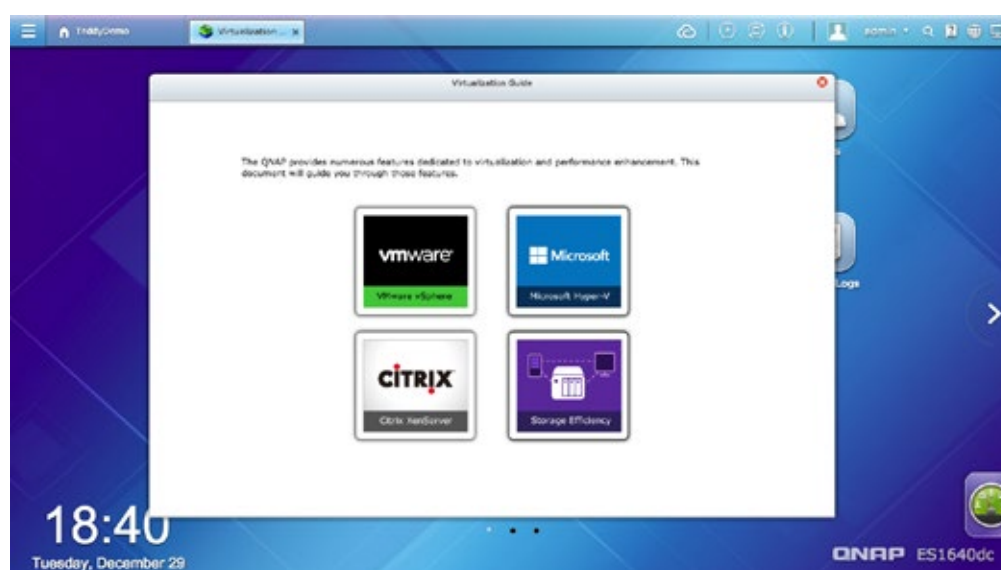 TeddyDemo
Virtualization ... x
admin
Virtualization Guide
The QNAP provides numerous features dedicated to virtualization and performance enhancement. This
document will guide you through those features.
vmware
VMware vSphere
Microsoft
Microsoft Hyper-V
CITRIX
Citrix XenServer
Storage Efficiency
Logs
18:40
Tuesday, December 29
QNAP ES1640dc